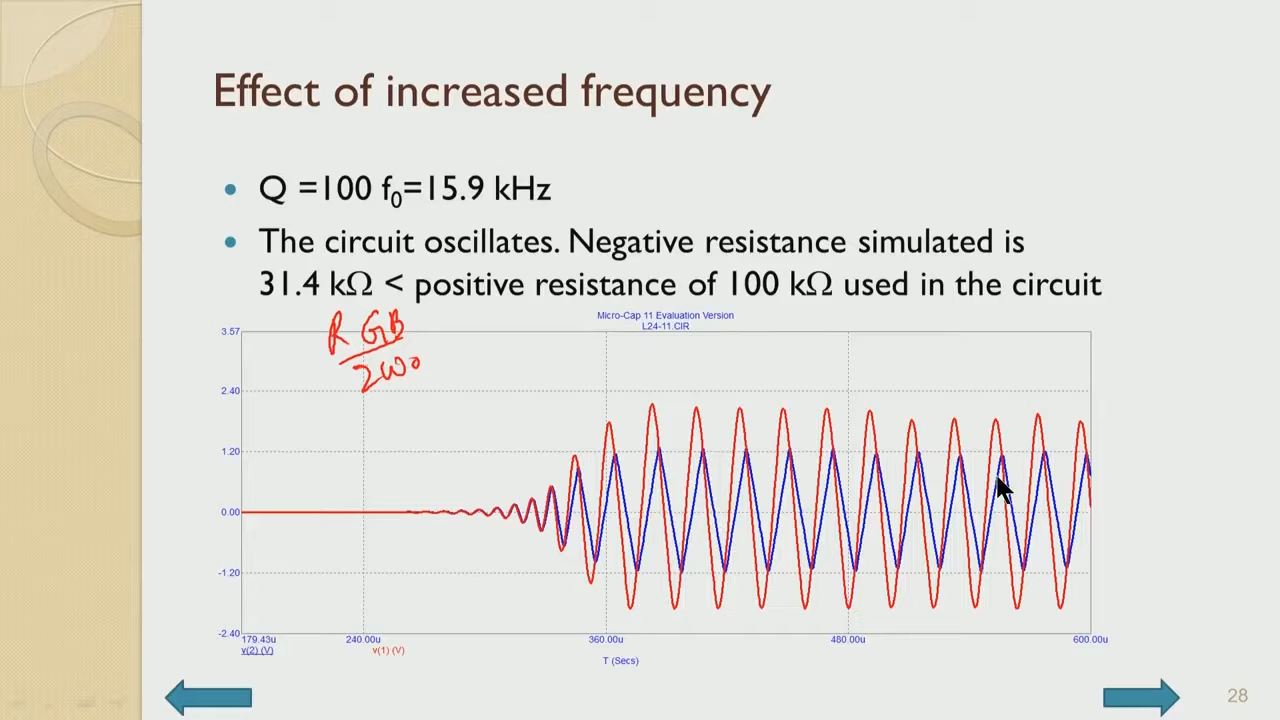 Effect of increased frequency
Q =100 f₀=15.9 kHz
The circuit oscillates. Negative resistance simulated is
31.4 kΩ < positive resistance of 100 kΩ used in the circuit
Micro-Cap 11 Evaluation Version
L24-11.CIR
R GB
2ω₀
3.57
2.40
1.20
0.00
-1.20
-2.40
179.43u 240.00u 360.00u 480.00u 600.00u
v(2) (V) v(1) (V)
T (Secs)
28